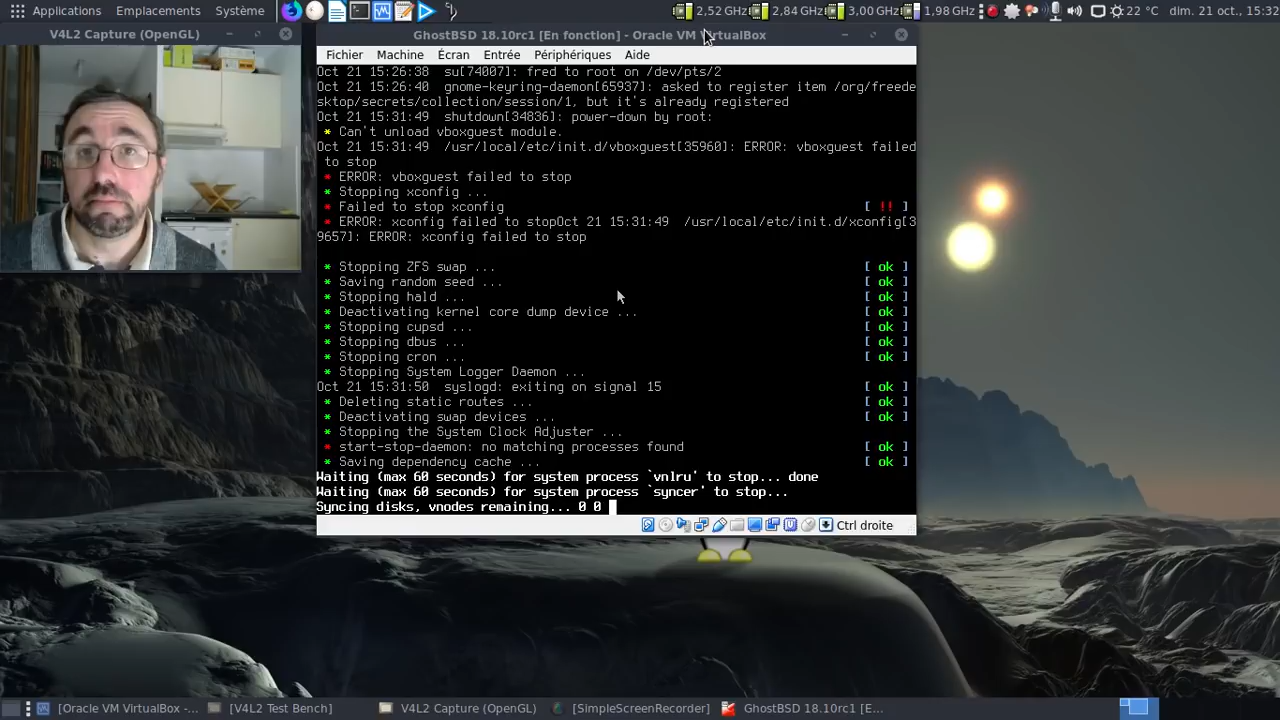 Applications Emplacements Système 2,52 GHz 2,84 GHz 3,00 GHz 1,98 GHz 22 °C dim. 21 oct., 15:32
V4L2 Capture (OpenGL)
GhostBSD 18.10rc1 [En fonction] - Oracle VM VirtualBox
Fichier Machine Écran Entrée Périphériques Aide
Oct 21 15:26:38 su[74007]: fred to root on /dev/pts/2
Oct 21 15:26:40 gnome-keyring-daemon[65937]: asked to register item /org/freede
sktop/secrets/collection/session/1, but it's already registered
Oct 21 15:31:49 shutdown[34836]: power-down by root:
* Can't unload vboxguest module.
Oct 21 15:31:49 /usr/local/etc/init.d/vboxguest[35960]: ERROR: vboxguest failed
to stop
* ERROR: vboxguest failed to stop
* Stopping xconfig ...
* Failed to stop xconfig [ !! ]
* ERROR: xconfig failed to stopOct 21 15:31:49 /usr/local/etc/init.d/xconfig[3
9657]: ERROR: xconfig failed to stop
* Stopping ZFS swap ... [ ok ]
* Saving random seed ... [ ok ]
* Stopping hald ... [ ok ]
* Deactivating kernel core dump device ... [ ok ]
* Stopping cupsd ... [ ok ]
* Stopping dbus ... [ ok ]
* Stopping cron ... [ ok ]
* Stopping System Logger Daemon ...
Oct 21 15:31:50 syslogd: exiting on signal 15 [ ok ]
* Deleting static routes ... [ ok ]
* Deactivating swap devices ... [ ok ]
* Stopping the System Clock Adjuster ...
* start-stop-daemon: no matching processes found [ ok ]
* Saving dependency cache ... [ ok ]
Waiting (max 60 seconds) for system process `vnlru' to stop... done
Waiting (max 60 seconds) for system process `syncer' to stop...
Syncing disks, vnodes remaining... 0 0
Ctrl droite
[Oracle VM VirtualBox -... [V4L2 Test Bench] V4L2 Capture (OpenGL) [SimpleScreenRecorder] GhostBSD 18.10rc1 [E...